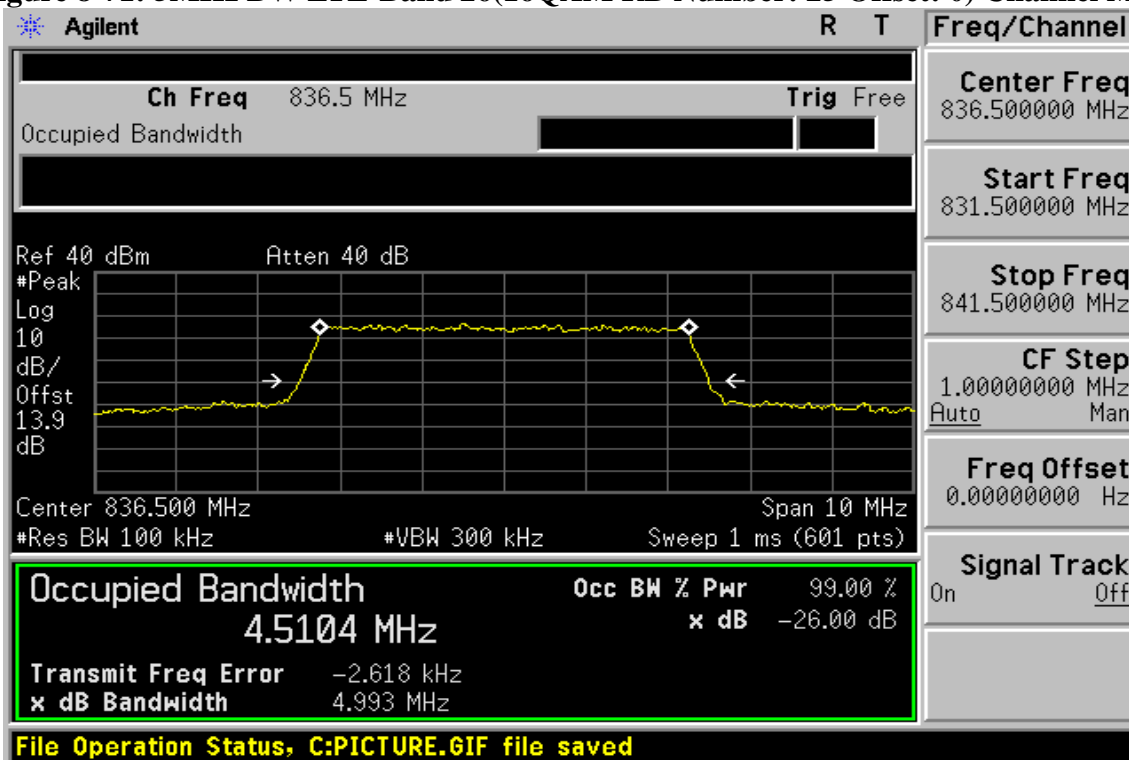 Agilent R T Freq/Channel
Ch Freq 836.5 MHz Trig Free
Occupied Bandwidth
Center Freq
836.500000 MHz
Start Freq
831.500000 MHz
Stop Freq
841.500000 MHz
CF Step
1.00000000 MHz
Auto Man
Freq Offset
0.00000000 Hz
Signal Track
On Off
Ref 40 dBm Atten 40 dB
#Peak
Log
10
dB/
Offst
13.9
dB
Center 836.500 MHz Span 10 MHz
#Res BW 100 kHz #VBW 300 kHz Sweep 1 ms (601 pts)
Occupied Bandwidth Occ BW % Pwr 99.00 %
4.5104 MHz x dB -26.00 dB
Transmit Freq Error -2.618 kHz
x dB Bandwidth 4.993 MHz
File Operation Status, C:PICTURE.GIF file saved